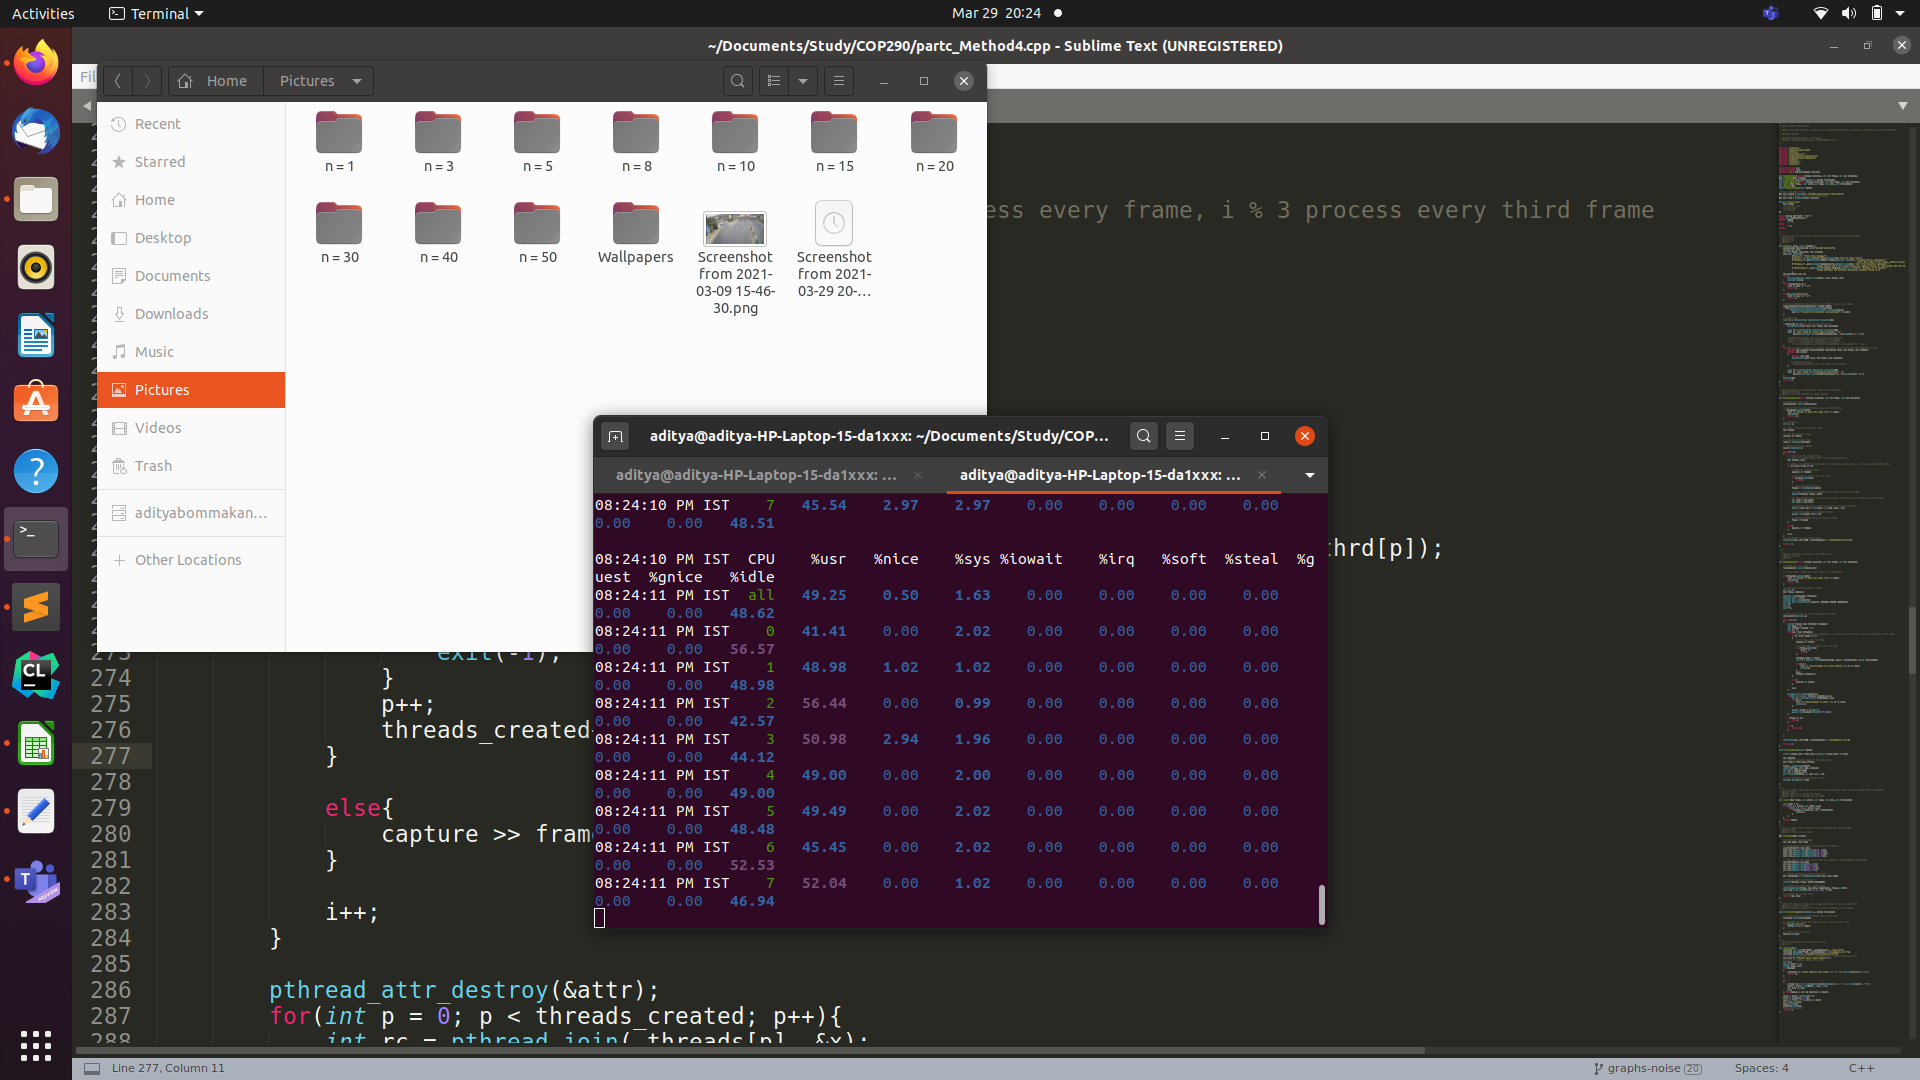 Activities
Terminal
Mar 29 20:24
~/Documents/Study/COP290/partc_Method4.cpp - Sublime Text (UNREGISTERED)
Fil
Home
Pictures
Recent
Starred
Home
Desktop
Documents
Downloads
Music
Pictures
Videos
Trash
adityabommakan...
Other Locations
n = 1
n = 3
n = 5
n = 8
n = 10
n = 15
n = 20
n = 30
n = 40
n = 50
Wallpapers
Screenshot
from 2021-
03-09 15-46-
30.png
Screenshot
from 2021-
03-29 20-...
ess every frame, i % 3 process every third frame
hrd[p]);
aditya@aditya-HP-Laptop-15-da1xxx: ~/Documents/Study/COP...
aditya@aditya-HP-Laptop-15-da1xxx: ...
aditya@aditya-HP-Laptop-15-da1xxx: ...
08:24:10 PM IST 7 45.54 2.97 2.97 0.00 0.00 0.00 0.00
0.00 0.00 48.51
08:24:10 PM IST CPU %usr %nice %sys %iowait %irq %soft %steal %g
uest %gnice %idle
08:24:11 PM IST all 49.25 0.50 1.63 0.00 0.00 0.00 0.00
0.00 0.00 48.62
08:24:11 PM IST 0 41.41 0.00 2.02 0.00 0.00 0.00 0.00
0.00 0.00 56.57
08:24:11 PM IST 1 48.98 1.02 1.02 0.00 0.00 0.00 0.00
0.00 0.00 48.98
08:24:11 PM IST 2 56.44 0.00 0.99 0.00 0.00 0.00 0.00
0.00 0.00 42.57
08:24:11 PM IST 3 50.98 2.94 1.96 0.00 0.00 0.00 0.00
0.00 0.00 44.12
08:24:11 PM IST 4 49.00 0.00 2.00 0.00 0.00 0.00 0.00
0.00 0.00 49.00
08:24:11 PM IST 5 49.49 0.00 2.02 0.00 0.00 0.00 0.00
0.00 0.00 48.48
08:24:11 PM IST 6 45.45 0.00 2.02 0.00 0.00 0.00 0.00
0.00 0.00 52.53
08:24:11 PM IST 7 52.04 0.00 1.02 0.00 0.00 0.00 0.00
0.00 0.00 46.94
273 exit(-1);
274 }
275 p++;
276 threads_created
277 }
278
279 else{
280 capture >> fram
281 }
282
283 i++;
284 }
285
286 pthread_attr_destroy(&attr);
287 for(int p = 0; p < threads_created; p++){
288 int rc = pthread_join(_threads[p], &x);
Line 277, Column 11
graphs-noise 20
Spaces: 4
C++